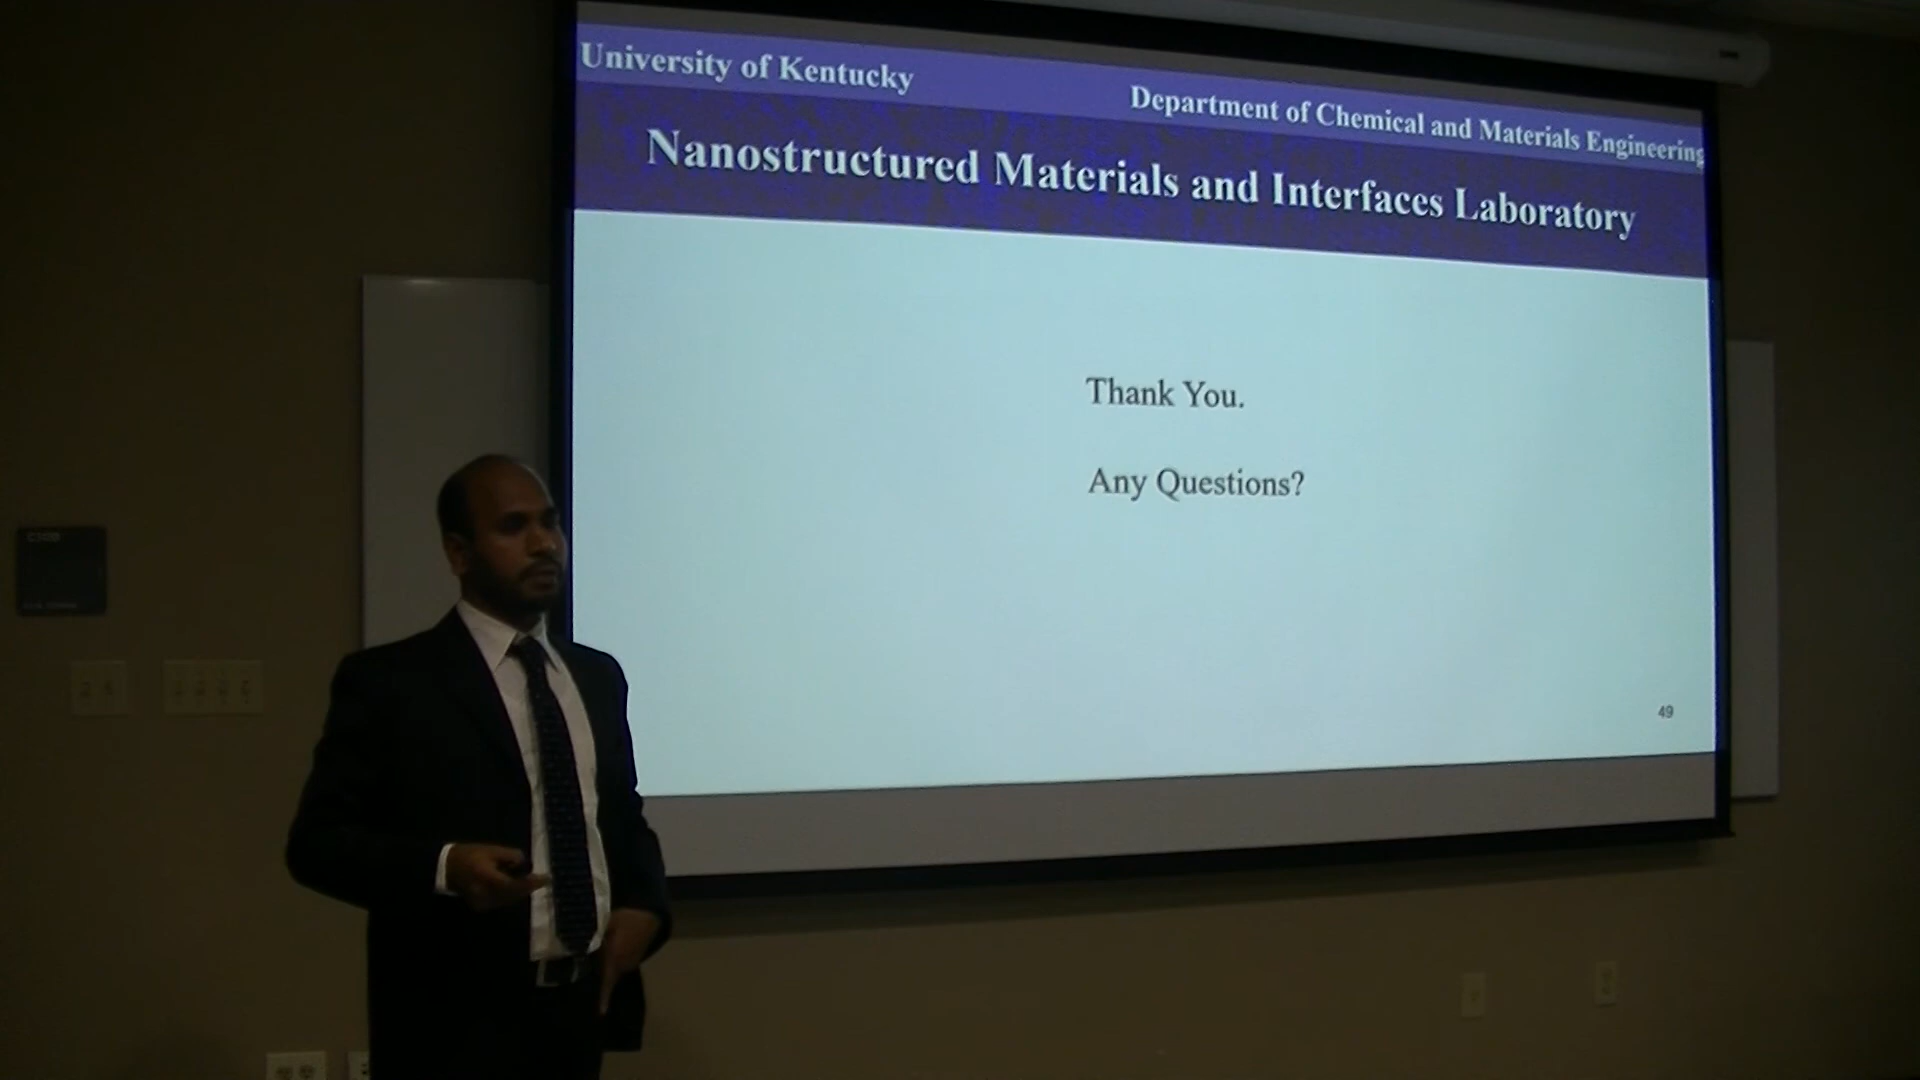 University of Kentucky
Department of Chemical and Materials Engineering
Nanostructured Materials and Interfaces Laboratory
Thank You.
Any Questions?
49